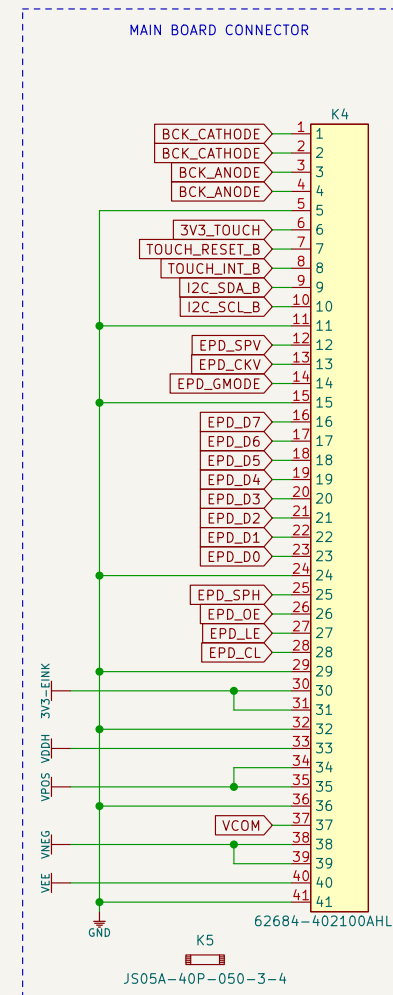 MAIN BOARD CONNECTOR
K4
BCK_CATHODE 1 1
BCK_CATHODE 2 2
BCK_ANODE 3 3
BCK_ANODE 4 4
5 5
3V3_TOUCH 6 6
TOUCH_RESET_B 7 7
TOUCH_INT_B 8 8
I2C_SDA_B 9 9
I2C_SCL_B 10 10
11 11
EPD_SPV 12 12
EPD_CKV 13 13
EPD_GMODE 14 14
15 15
EPD_D7 16 16
EPD_D6 17 17
EPD_D5 18 18
EPD_D4 19 19
EPD_D3 20 20
EPD_D2 21 21
EPD_D1 22 22
EPD_D0 23 23
24 24
EPD_SPH 25 25
EPD_OE 26 26
EPD_LE 27 27
EPD_CL 28 28
29 29
3V3-EINK 30 30
31 31
32 32
VDDH 33 33
34 34
VPOS 35 35
36 36
VCOM 37 37
VNEG 38 38
39 39
VEE 40 40
41 41
GND
62684-402100AHL
K5
JS05A-40P-050-3-4